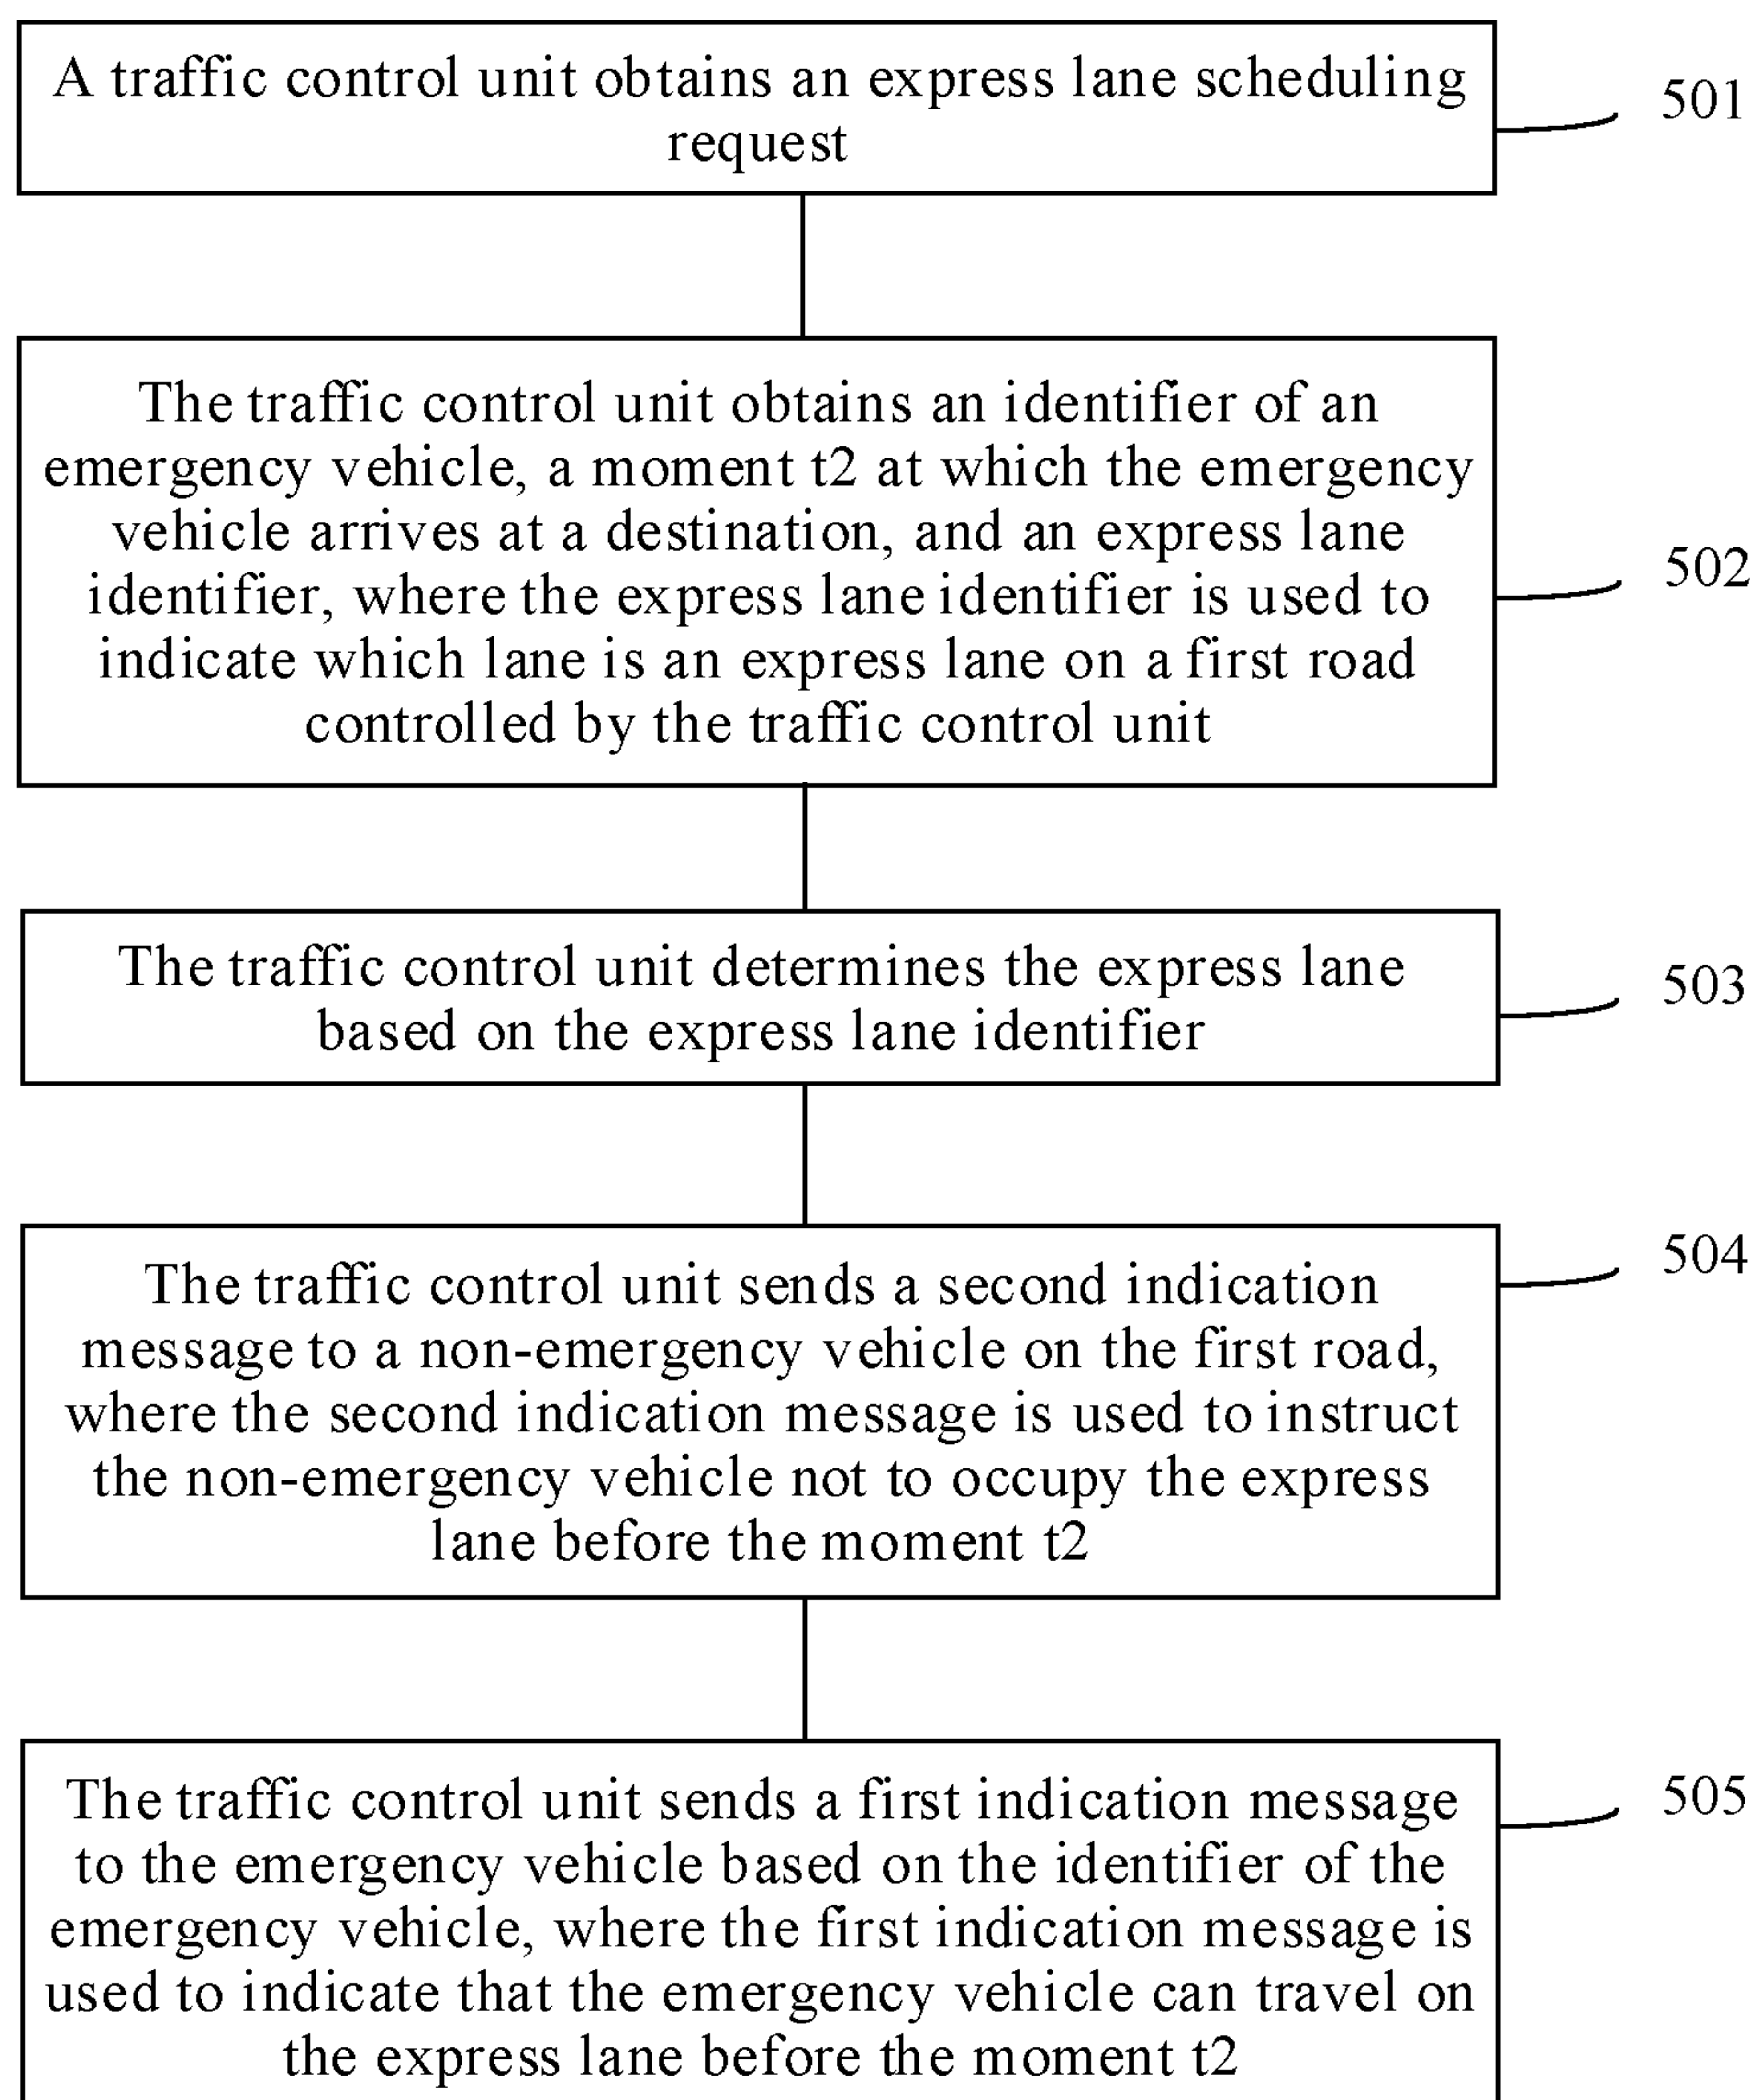 A traffic control unit obtains an express lane scheduling
request
501
The traffic control unit obtains an identifier of an
emergency vehicle, a moment t2 at which the emergency
vehicle arrives at a destination, and an express lane
identifier, where the express lane identifier is used to
indicate which lane is an express lane on a first road
controlled by the traffic control unit
502
The traffic control unit determines the express lane
based on the express lane identifier
503
The traffic control unit sends a second indication
message to a non-emergency vehicle on the first road,
where the second indication message is used to instruct
the non-emergency vehicle not to occupy the express
lane before the moment t2
504
The traffic control unit sends a first indication message
to the emergency vehicle based on the identifier of the
emergency vehicle, where the first indication message is
used to indicate that the emergency vehicle can travel on
the express lane before the moment t2
505